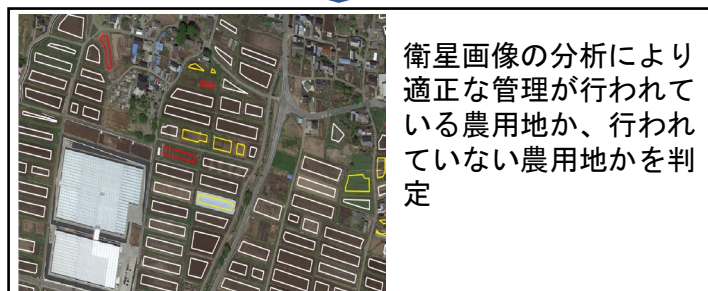 衛星画像の分析により
適正な管理が行われて
いる農用地か、行われ
ていない農用地かを判
定